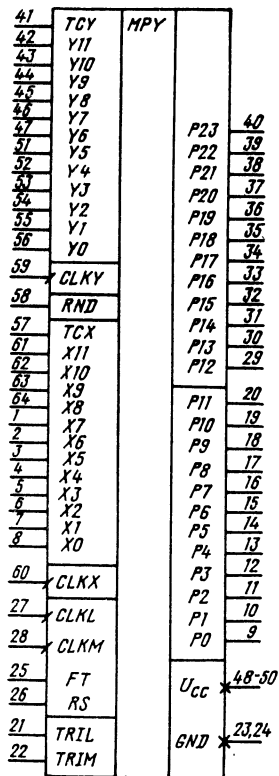 41 TCY MPY
42 Y11
43 Y10
44 Y9
45 Y8
46 Y7
47 Y6
51 Y5
52 Y4
53 Y3
54 Y2
55 Y1
56 Y0
59 CLKY
58 RND
57 TCX
61 X11
62 X10
63 X9
64 X8
1 X7
2 X6
3 X5
4 X4
5 X3
6 X2
7 X1
8 X0
60 CLKX
27 CLKL
28 CLKM
25 FT
26 RS
21 TRIL
22 TRIM
P23 40
P22 39
P21 38
P20 37
P19 36
P18 35
P17 34
P16 33
P15 32
P14 31
P13 30
P12 29
P11 20
P10 19
P9 18
P8 17
P7 16
P6 15
P5 14
P4 13
P3 12
P2 11
P1 10
P0 9
UCC 48-50
GND 23,24